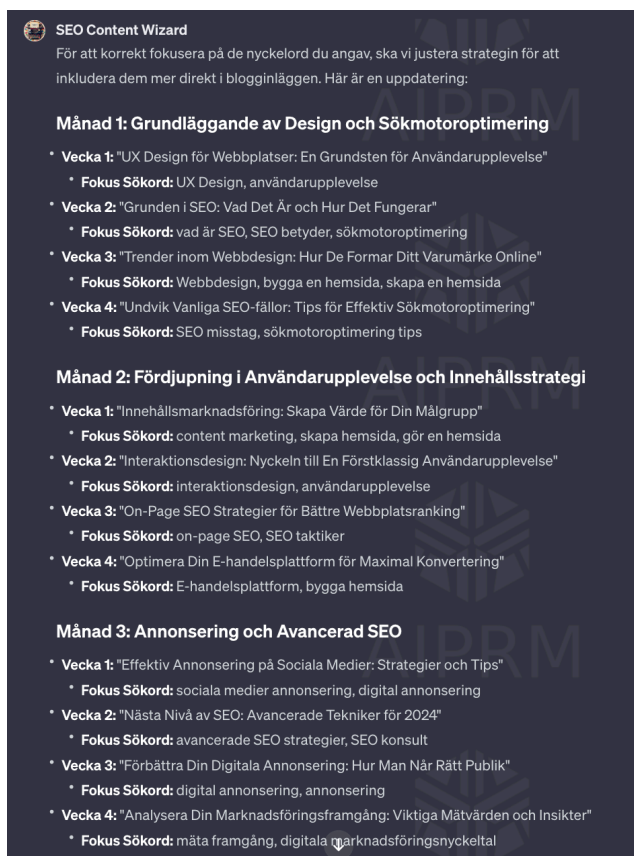 SEO Content Wizard
För att korrekt fokusera på de nyckelord du angav, ska vi justera strategin för att
inkludera dem mer direkt i blogginläggen. Här är en uppdatering:
Månad 1: Grundläggande av Design och Sökmotoroptimering
• Vecka 1: "UX Design för Webbplatser: En Grundsten för Användarupplevelse"
• Fokus Sökord: UX Design, användarupplevelse
• Vecka 2: "Grunden i SEO: Vad Det Är och Hur Det Fungerar"
• Fokus Sökord: vad är SEO, SEO betyder, sökmotoroptimering
• Vecka 3: "Trender inom Webbdesign: Hur De Formar Ditt Varumärke Online"
• Fokus Sökord: Webbdesign, bygga en hemsida, skapa en hemsida
• Vecka 4: "Undvik Vanliga SEO-fällor: Tips för Effektiv Sökmotoroptimering"
• Fokus Sökord: SEO misstag, sökmotoroptimering tips
Månad 2: Fördjupning i Användarupplevelse och Innehållsstrategi
• Vecka 1: "Innehållsmarknadsföring: Skapa Värde för Din Målgrupp"
• Fokus Sökord: content marketing, skapa hemsida, gör en hemsida
• Vecka 2: "Interaktionsdesign: Nyckeln till En Förstklassig Användarupplevelse"
• Fokus Sökord: interaktionsdesign, användarupplevelse
• Vecka 3: "On-Page SEO Strategier för Bättre Webbplatsranking"
• Fokus Sökord: on-page SEO, SEO taktiker
• Vecka 4: "Optimera Din E-handelsplattform för Maximal Konvertering"
• Fokus Sökord: E-handelsplattform, bygga hemsida
Månad 3: Annonsering och Avancerad SEO
• Vecka 1: "Effektiv Annonsering på Sociala Medier: Strategier och Tips"
• Fokus Sökord: sociala medier annonsering, digital annonsering
• Vecka 2: "Nästa Nivå av SEO: Avancerade Tekniker för 2024"
• Fokus Sökord: avancerade SEO strategier, SEO konsult
• Vecka 3: "Förbättra Din Digitala Annonsering: Hur Man Når Rätt Publik"
• Fokus Sökord: digital annonsering, annonsering
• Vecka 4: "Analysera Din Marknadsföringsframgång: Viktiga Mätvärden och Insikter"
• Fokus Sökord: mäta framgång, digitala marknadsföringsnyckeltal
AIPRM
AIPRM
AIPRM